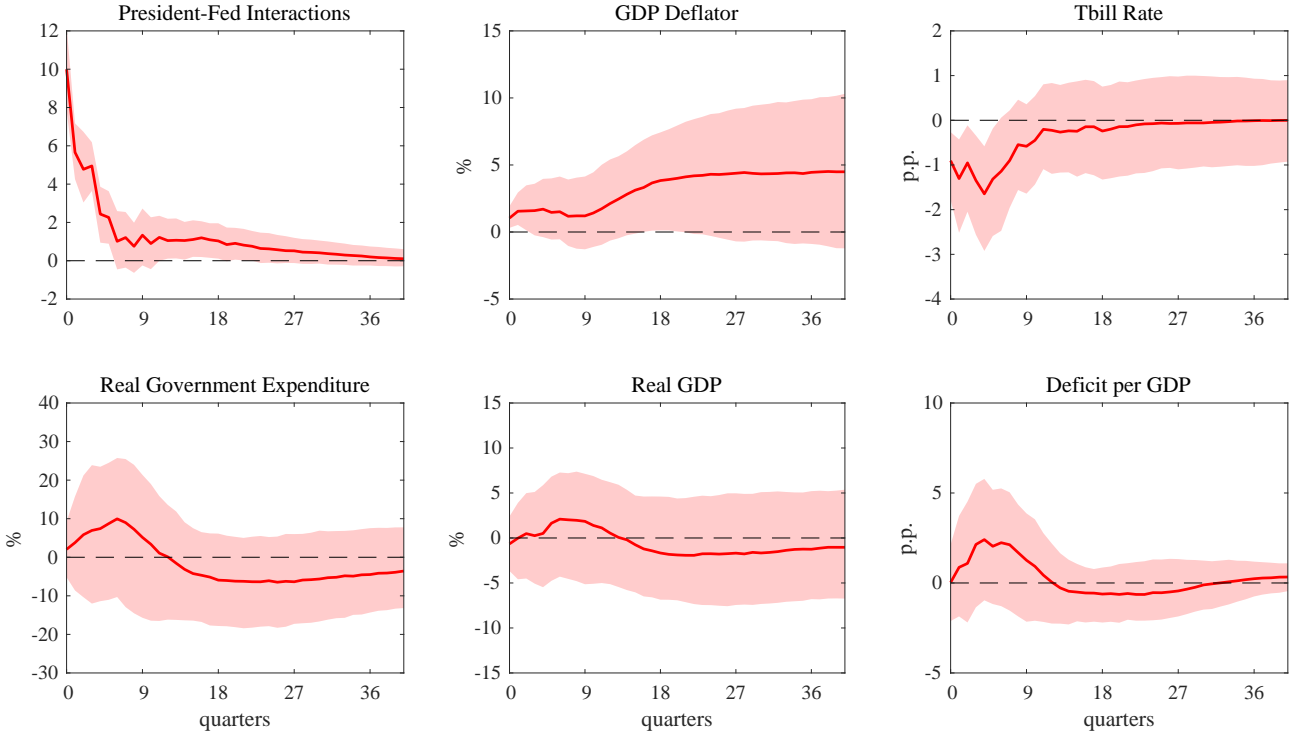 President-Fed Interactions
12
10
8
6
4
2
0
-2
0 9 18 27 36
GDP Deflator
%
15
10
5
0
-5
0 9 18 27 36
Tbill Rate
p.p.
2
1
0
-1
-2
-3
-4
0 9 18 27 36
Real Government Expenditure
%
40
30
20
10
0
-10
-20
-30
0 9 18 27 36
quarters
Real GDP
%
15
10
5
0
-5
-10
-15
0 9 18 27 36
quarters
Deficit per GDP
p.p.
10
5
0
-5
0 9 18 27 36
quarters